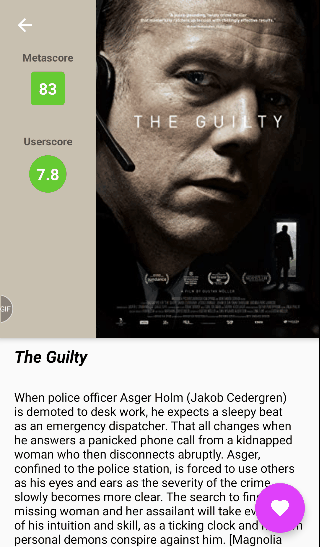 Metascore
83
Userscore
7.8
THE GUILTY
A FILM BY GUSTAV MÖLLER
GIF
The Guilty
When police officer Asger Holm (Jakob Cedergren)
is demoted to desk work, he expects a sleepy beat
as an emergency dispatcher. That all changes when
he answers a panicked phone call from a kidnapped
woman who then disconnects abruptly. Asger,
confined to the police station, is forced to use others
as his eyes and ears as the severity of the crime
slowly becomes more clear. The search to
missing woman and her assailant will take
of his intuition and skill, as a ticking clock and
personal demons conspire against him. [Magnolia